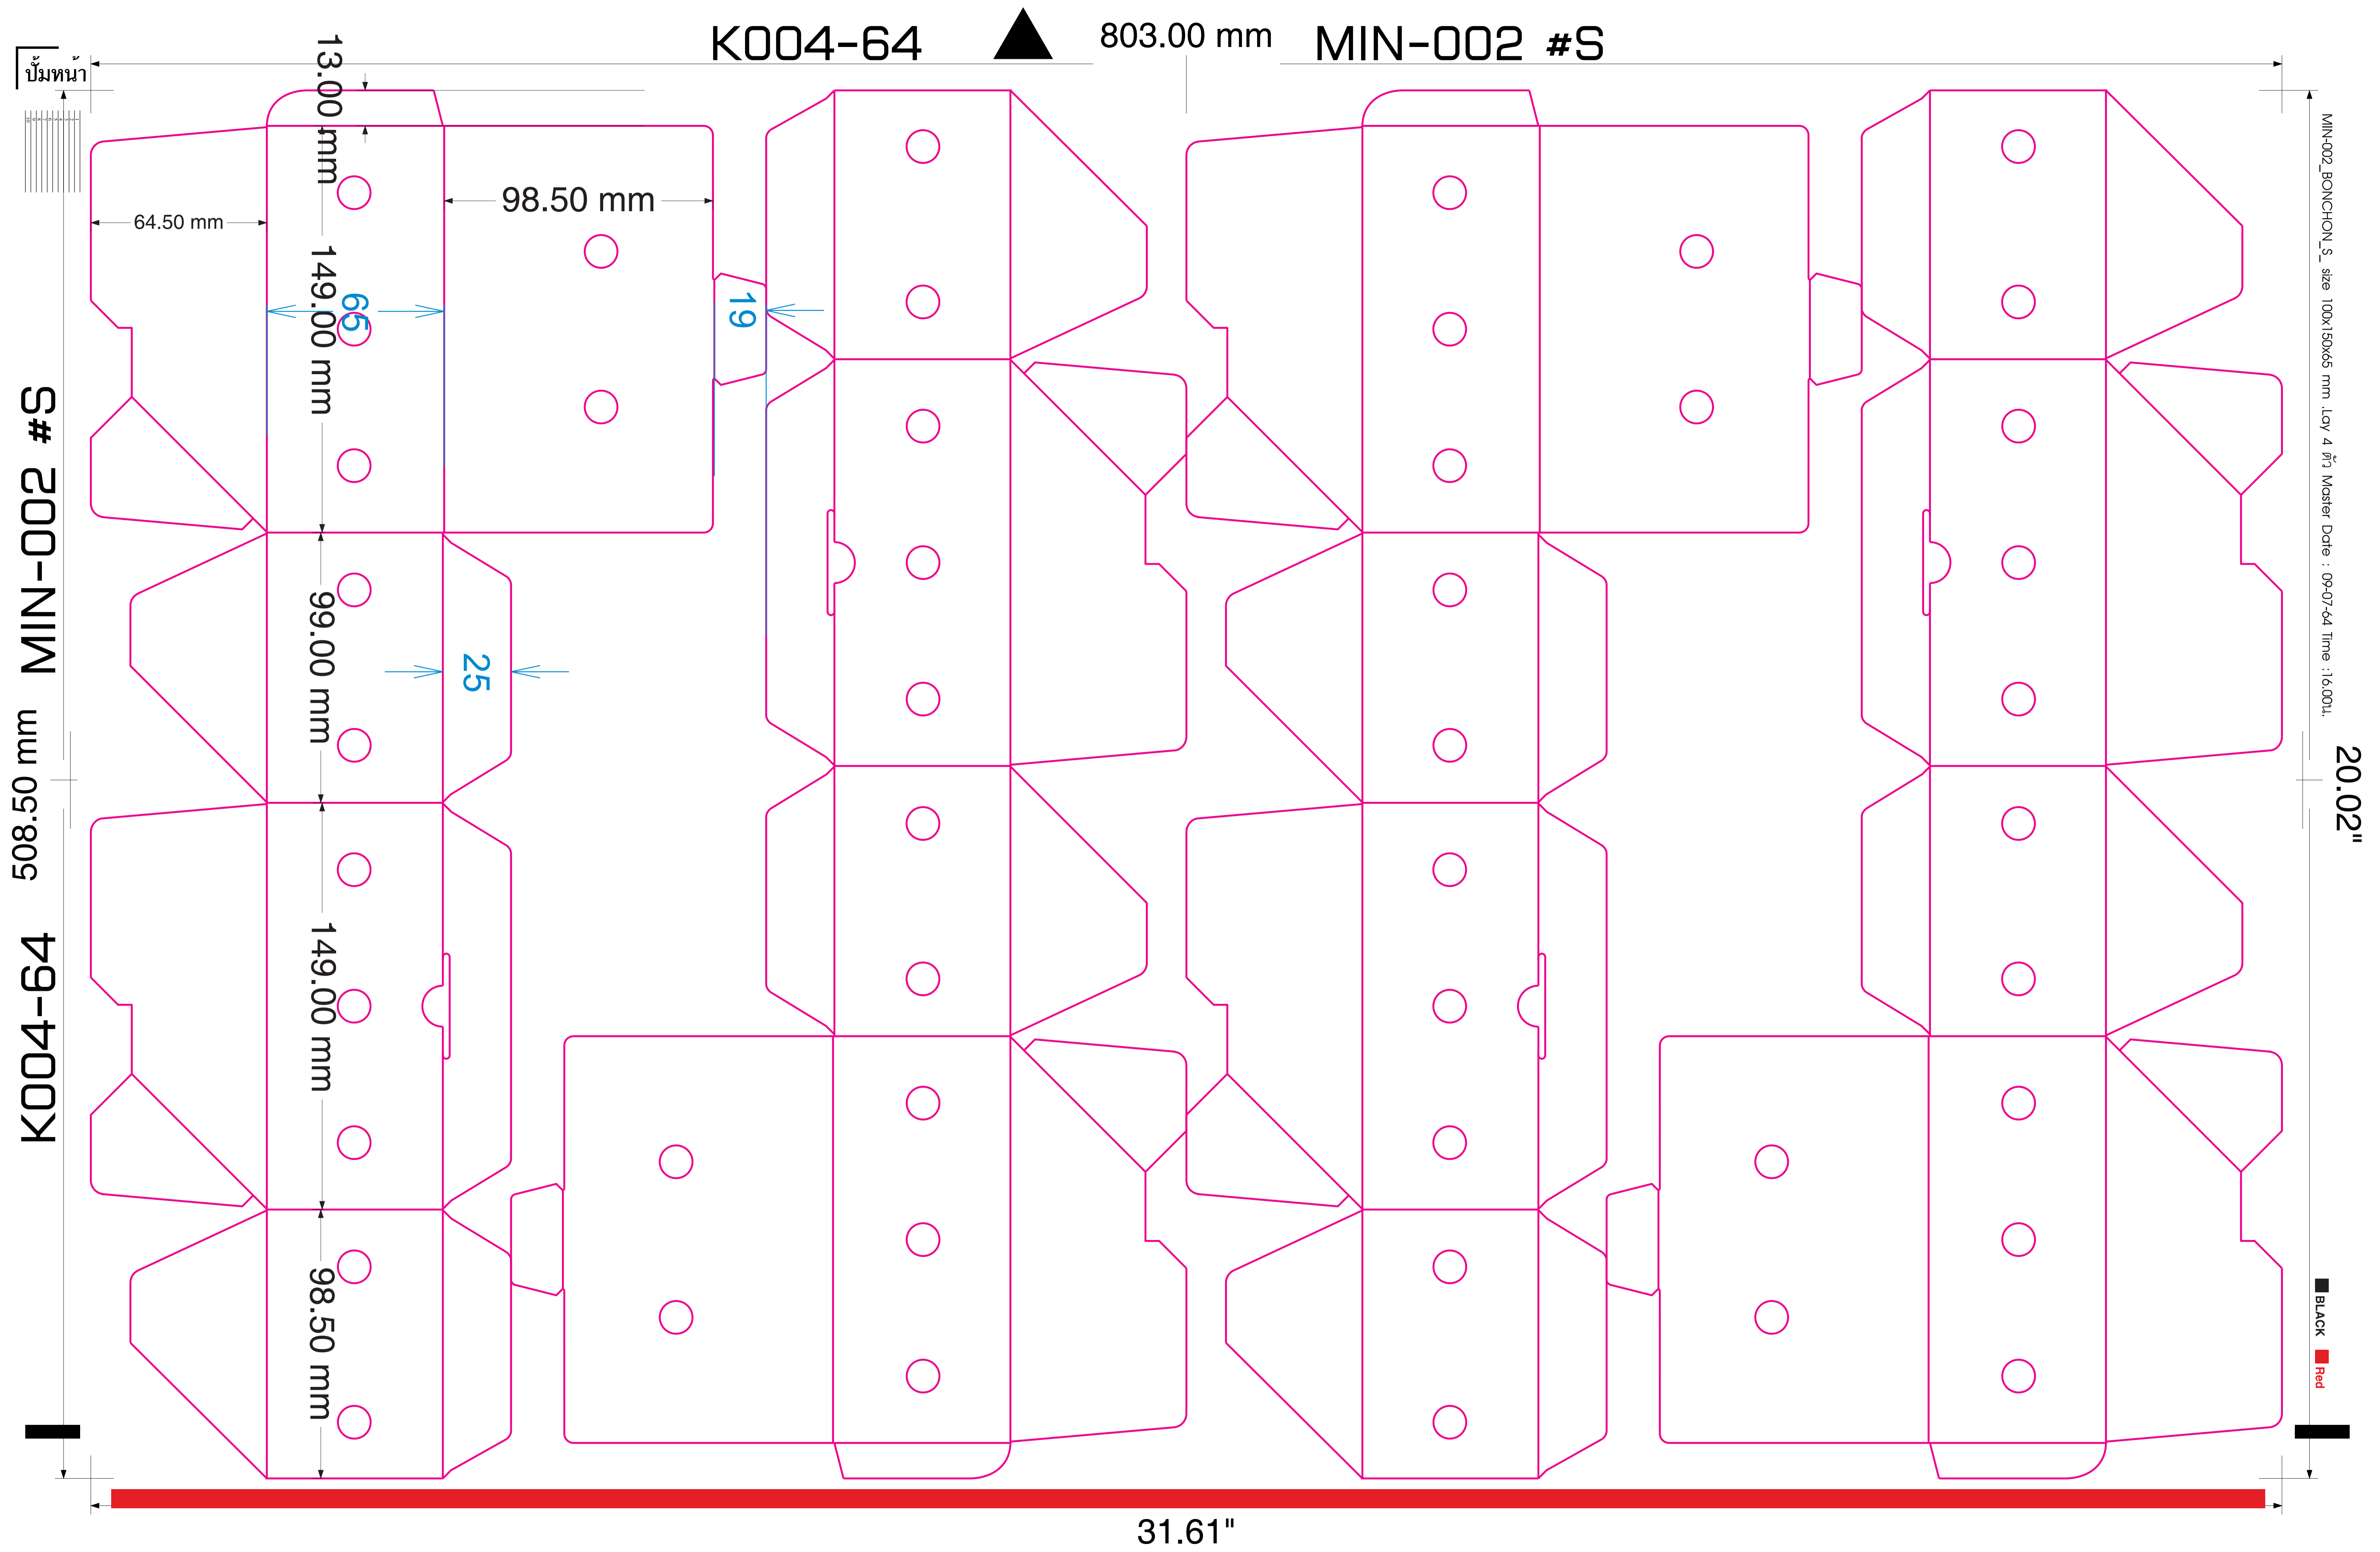 K004-64
803.00 mm
MIN-002 #S
ปั๊มหน้า
13.00 mm
98.50 mm
64.50 mm
149.00 mm
65
19
99.00 mm
25
149.00 mm
98.50 mm
MIN-002 #S
508.50 mm
K004-64
MIN-002_BONCHON_S_ size 100x150x65 mm .Lay 4 ตัว Master Date : 09-07-64 Time : 16.00น.
20.02"
BLACK
Red
31.61"